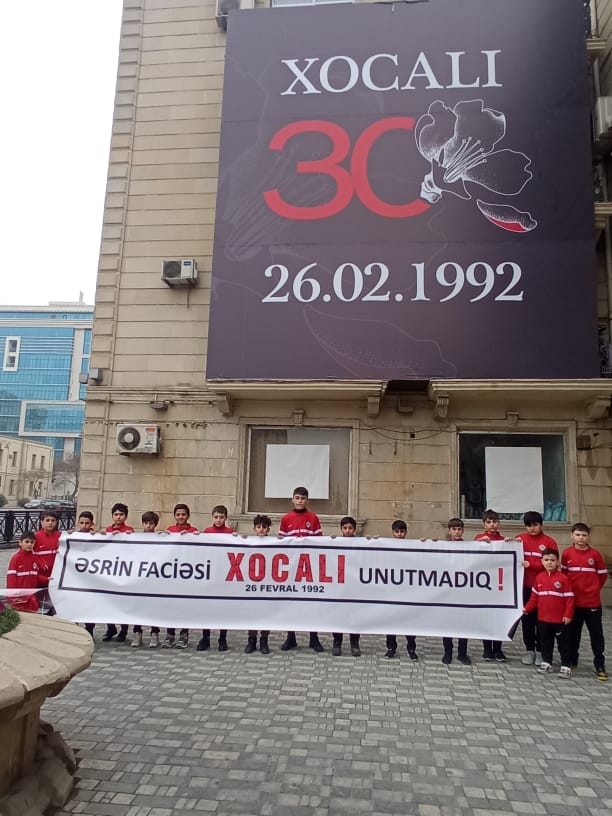 XOCALI
30
26.02.1992
ƏSRİN FACİƏSİ XOCALI UNUTMADIQ!
26 FEVRAL 1992